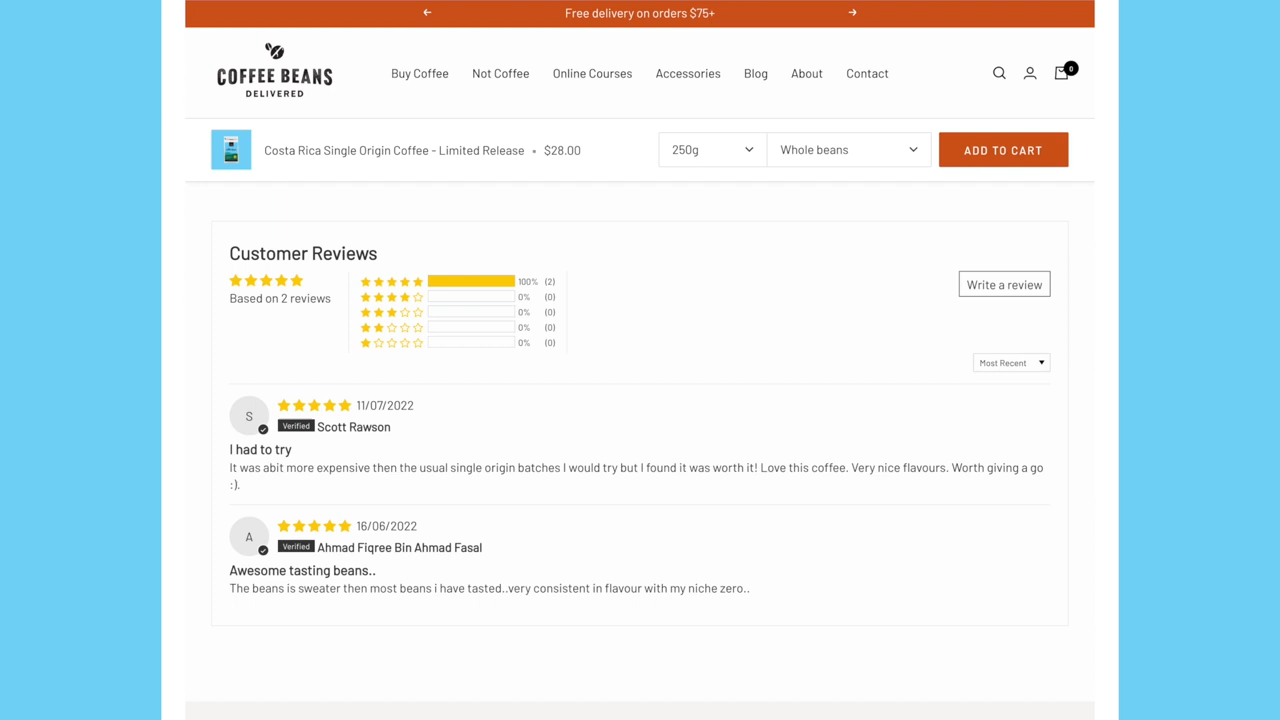 Free delivery on orders $75+
COFFEE BEANS
DELIVERED
Buy Coffee Not Coffee Online Courses Accessories Blog About Contact
0
Costa Rica Single Origin Coffee - Limited Release • $28.00
250g
Whole beans
ADD TO CART
Customer Reviews
Based on 2 reviews
100% (2)
0% (0)
0% (0)
0% (0)
0% (0)
Write a review
Most Recent
S
11/07/2022
Verified Scott Rawson
I had to try
It was abit more expensive then the usual single origin batches I would try but I found it was worth it! Love this coffee. Very nice flavours. Worth giving a go
:).
A
16/06/2022
Verified Ahmad Fiqree Bin Ahmad Fasal
Awesome tasting beans..
The beans is sweater then most beans i have tasted..very consistent in flavour with my niche zero..